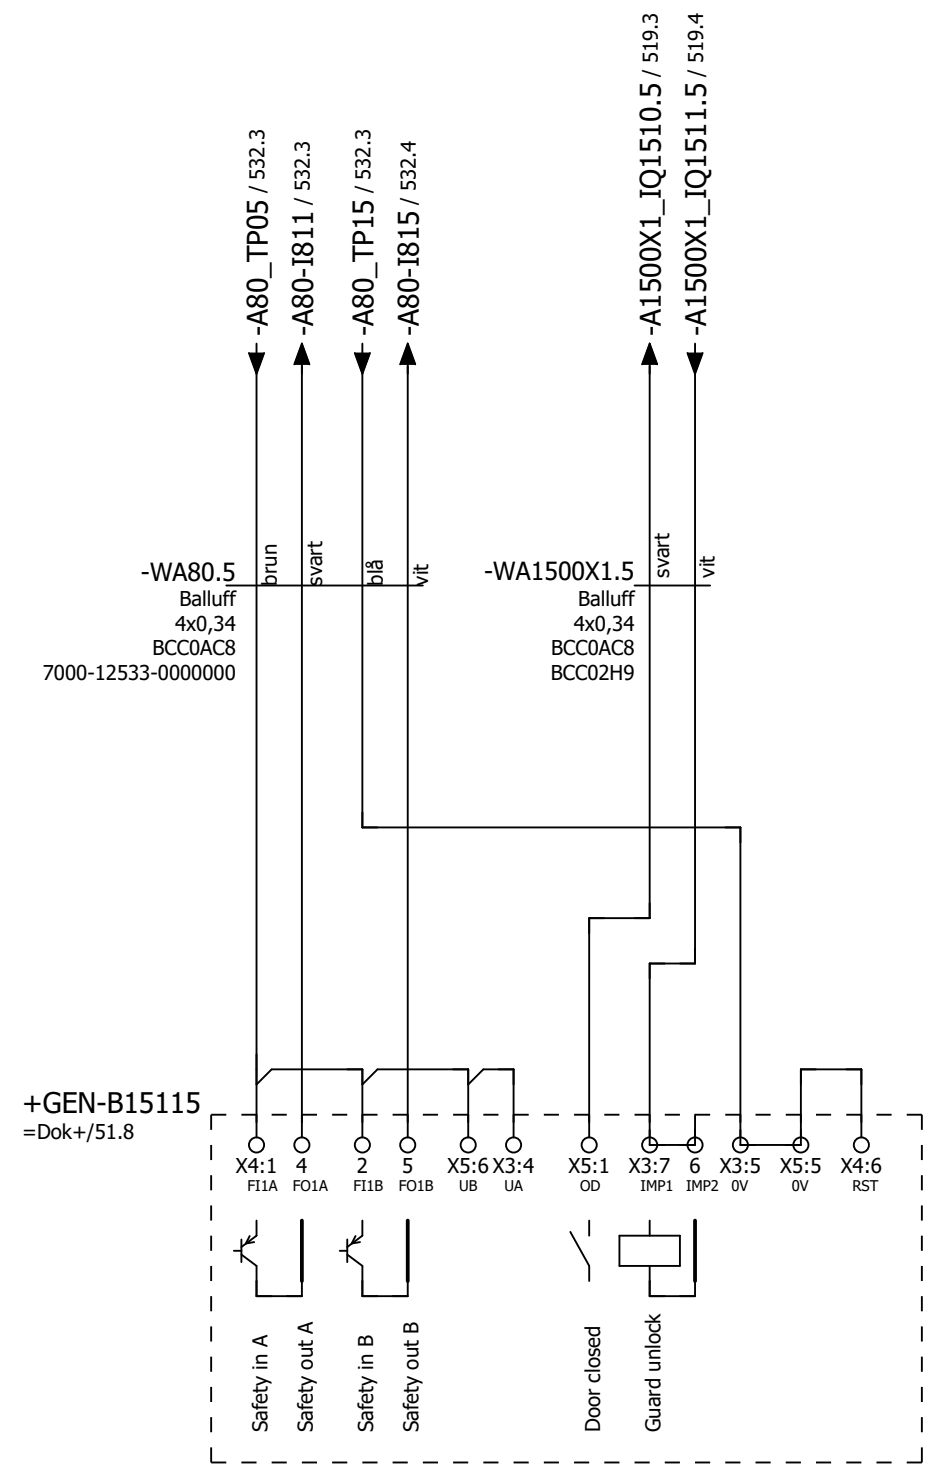 -A80_TP05 / 532.3
-A80-I811 / 532.3
-A80_TP15 / 532.3
-A80-I815 / 532.4
-A1500X1_IQ1510.5 / 519.3
-A1500X1_IQ1511.5 / 519.4
-WA80.5
Balluff
4x0,34
BCC0AC8
7000-12533-0000000
brun
svart
blå
vit
-WA1500X1.5
Balluff
4x0,34
BCC0AC8
BCC02H9
svart
vit
+GEN-B15115
=Dok+/51.8
X4:1 4 2 5 X5:6 X3:4 X5:1 X3:7 6 X3:5 X5:5 X4:6
FI1A FO1A FI1B FO1B UB UA OD IMP1 IMP2 0V 0V RST
Safety in A
Safety out A
Safety in B
Safety out B
Door closed
Guard unlock